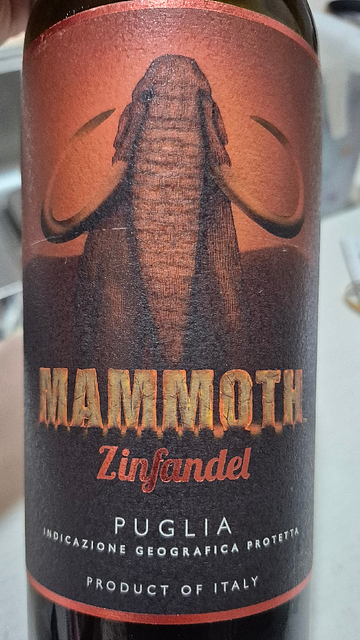 MAMMOTH
Zinfandel
PUGLIA
INDICAZIONE GEOGRAFICA PROTETTA
PRODUCT OF ITALY